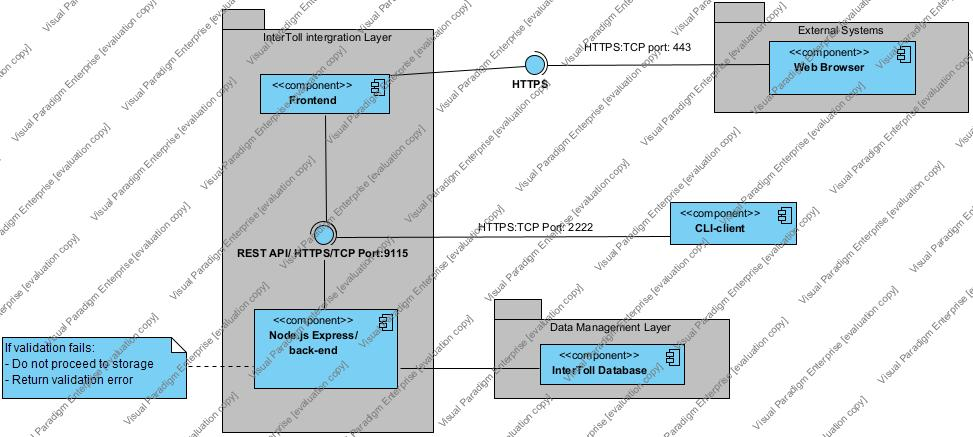 InterToll intergration Layer
<<component>>
Frontend
HTTPS
HTTPS:TCP port: 443
External Systems
<<component>>
Web Browser
REST API/ HTTPS/TCP Port:9115
HTTPS:TCP Port: 2222
<<component>>
CLI-client
<<component>>
Node.js Express/
back-end
If validation fails:
- Do not proceed to storage
- Return validation error
Data Management Layer
<<component>>
InterToll Database
Visual Paradigm Enterprise [evaluation copy]